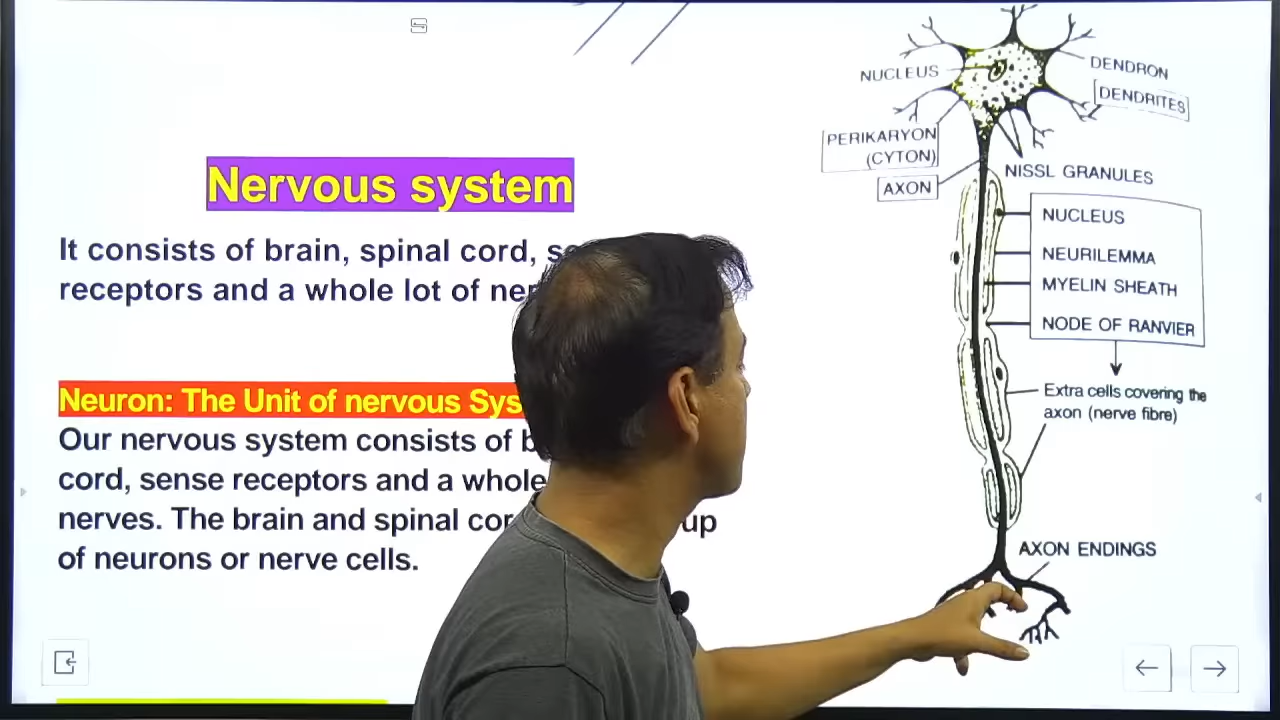 Nervous system
It consists of brain, spinal cord,
receptors and a whole lot of
Neuron: The Unit of nervous Sys
Our nervous system consists of
cord, sense receptors and a whole
nerves. The brain and spinal up
of neurons or nerve cells.
NUCLEUS
DENDRON
DENDRITES
PERIKARYON
(CYTON)
AXON
NISSL GRANULES
NUCLEUS
NEURILEMMA
MYELIN SHEATH
NODE OF RANVIER
Extra cells covering the
axon (nerve fibre)
AXON ENDINGS